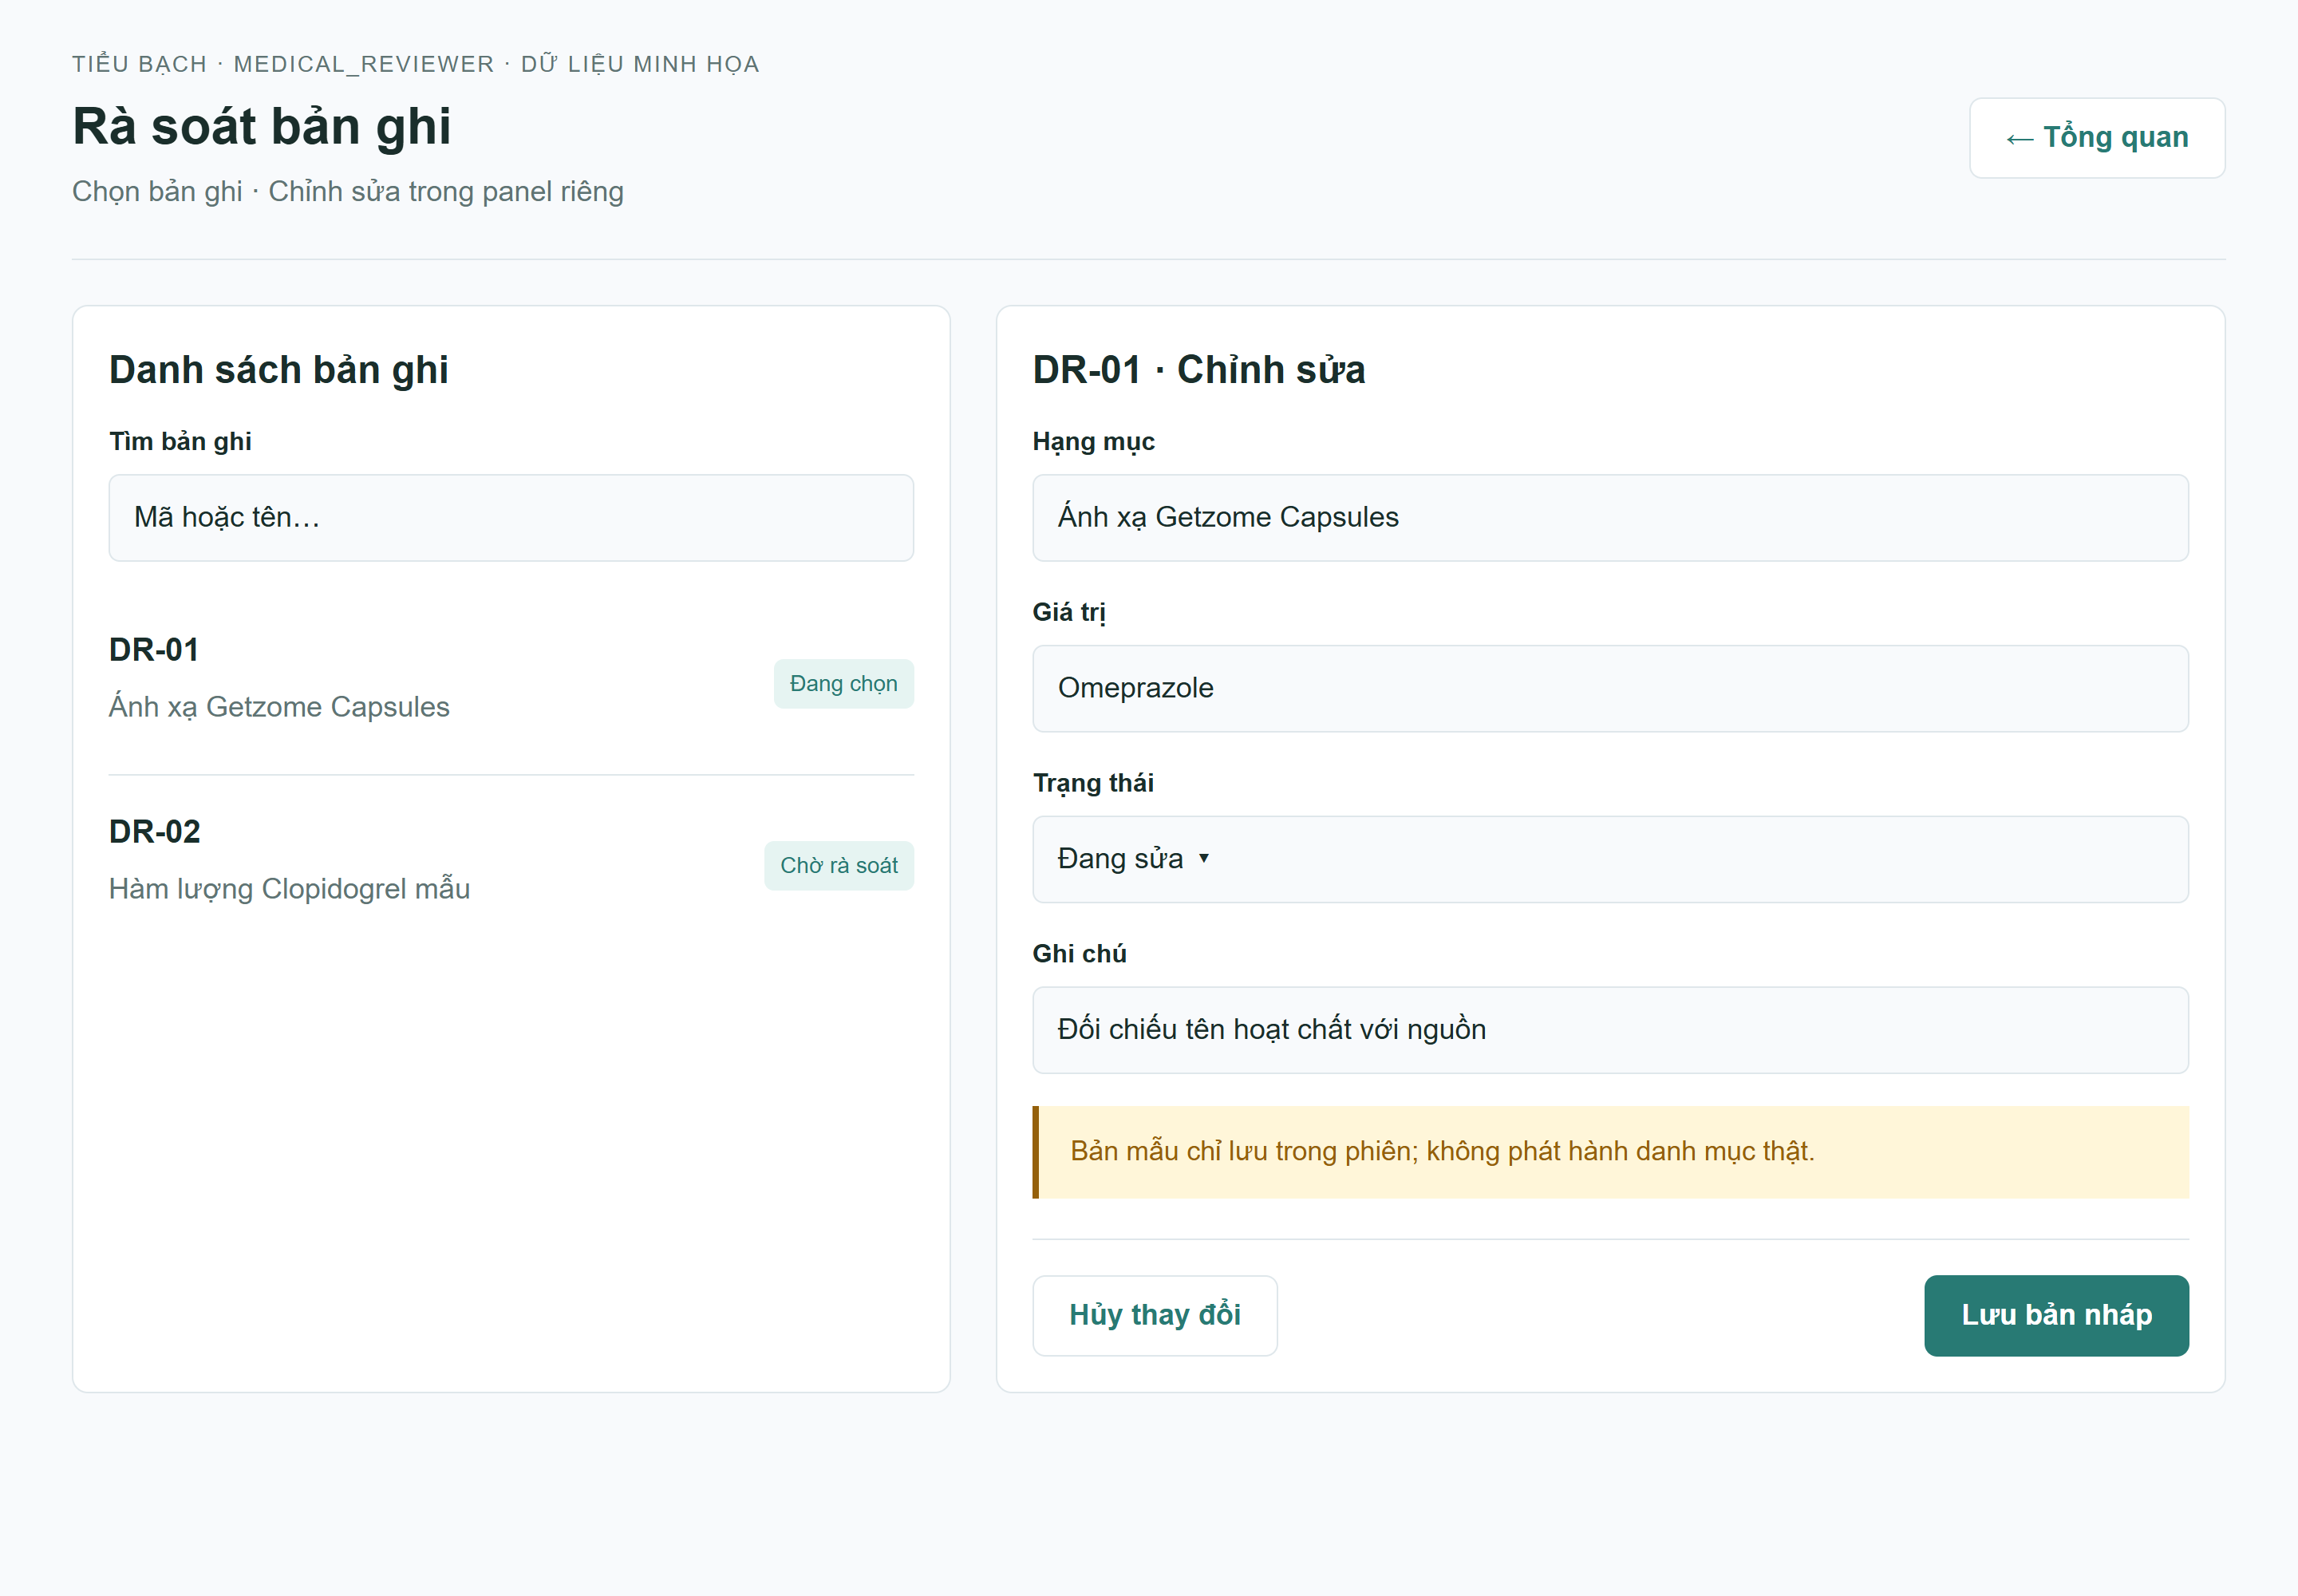 TIỂU BẠCH · MEDICAL_REVIEWER · DỮ LIỆU MINH HỌA
Rà soát bản ghi
Chọn bản ghi · Chỉnh sửa trong panel riêng
← Tổng quan
Danh sách bản ghi
Tìm bản ghi
Mã hoặc tên…
DR-01
Ánh xạ Getzome Capsules
Đang chọn
DR-02
Hàm lượng Clopidogrel mẫu
Chờ rà soát
DR-01 · Chỉnh sửa
Hạng mục
Ánh xạ Getzome Capsules
Giá trị
Omeprazole
Trạng thái
Đang sửa ▼
Ghi chú
Đối chiếu tên hoạt chất với nguồn
Bản mẫu chỉ lưu trong phiên; không phát hành danh mục thật.
Hủy thay đổi
Lưu bản nháp